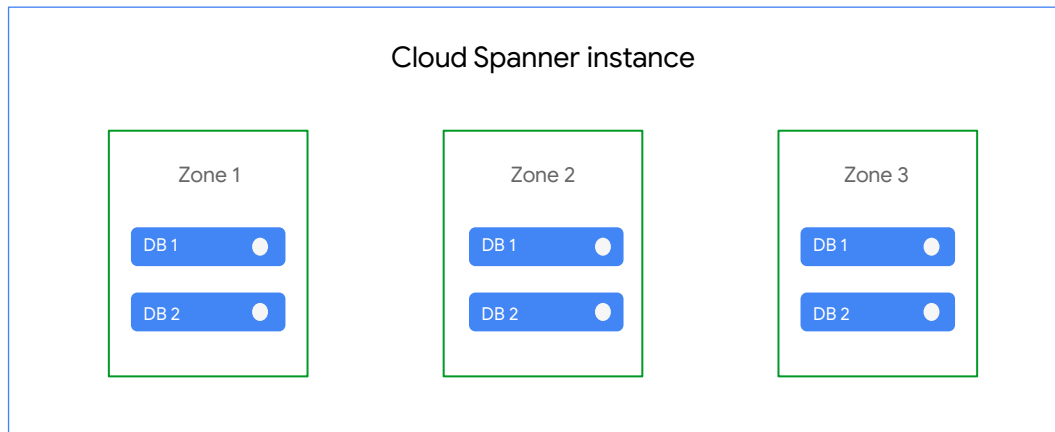 Cloud Spanner instance
Zone 1
DB 1
DB 2
Zone 2
DB 1
DB 2
Zone 3
DB 1
DB 2